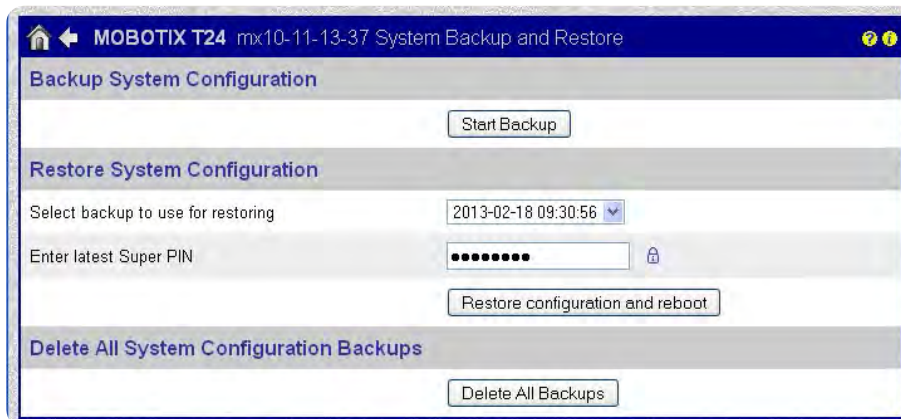 MOBOTIX T24 mx10-11-13-37 System Backup and Restore
Backup System Configuration
Start Backup
Restore System Configuration
Select backup to use for restoring
2013-02-18 09:30:56
Enter latest Super PIN
••••••••
Restore configuration and reboot
Delete All System Configuration Backups
Delete All Backups